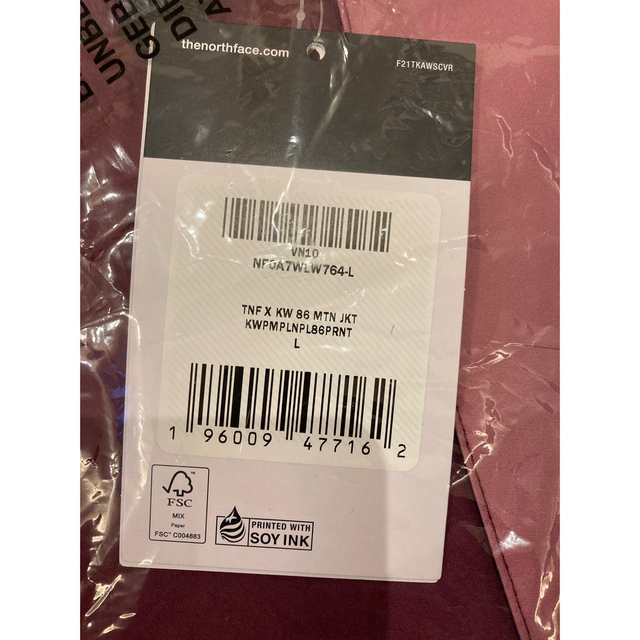 thenorthface.com
F21TKAWSCVR
VN10
NF0A7WLW764-L
TNF X KW 86 MTN JKT
KWPMPLNPL86PRNT
L
1 96009 47716 2
FSC
MIX
Paper
FSC™ C004883
PRINTED WITH
SOY INK